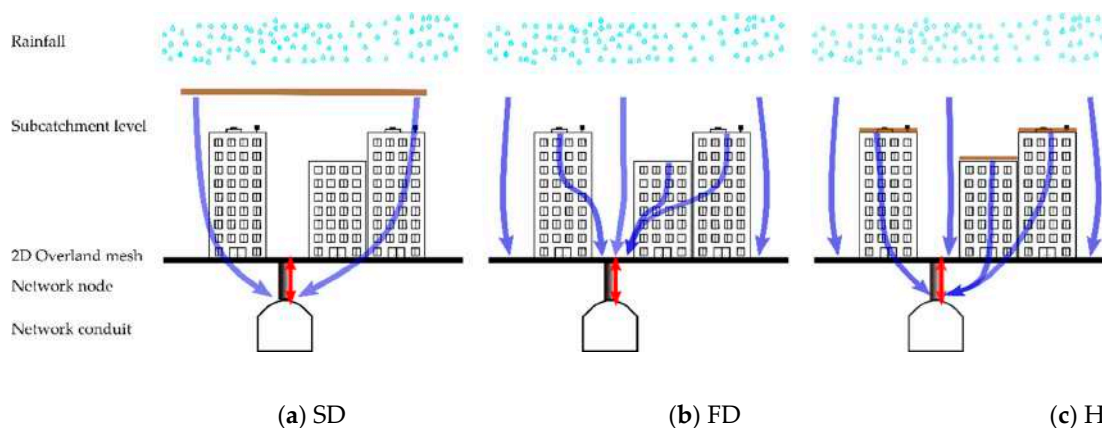 Rainfall
Subcatchment level
2D Overland mesh
Network node
Network conduit
(a) SD
(b) FD
(c) H